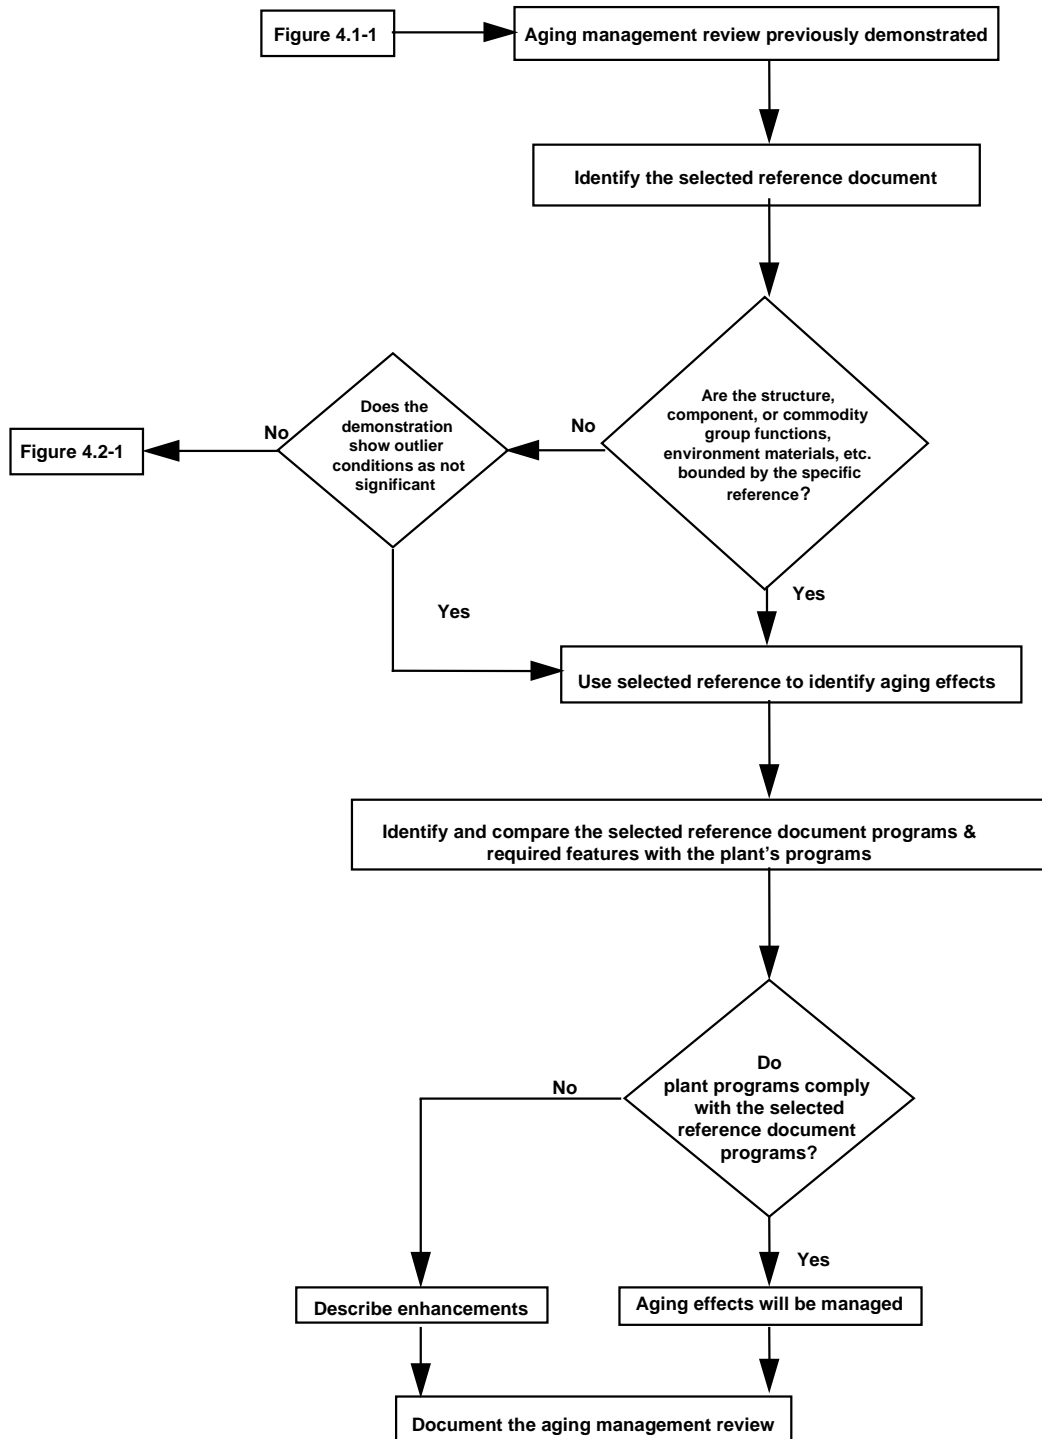 Figure 4.1-1
Aging management review previously demonstrated
Identify the selected reference document
Are the structure,
component, or commodity
group functions,
environment materials, etc.
bounded by the specific
reference?
No
Does the
demonstration
show outlier
conditions as not
significant
No
Figure 4.2-1
Yes
Yes
Use selected reference to identify aging effects
Identify and compare the selected reference document programs &
required features with the plant's programs
Do
plant programs comply
with the selected
reference document
programs?
No
Yes
Describe enhancements
Aging effects will be managed
Document the aging management review